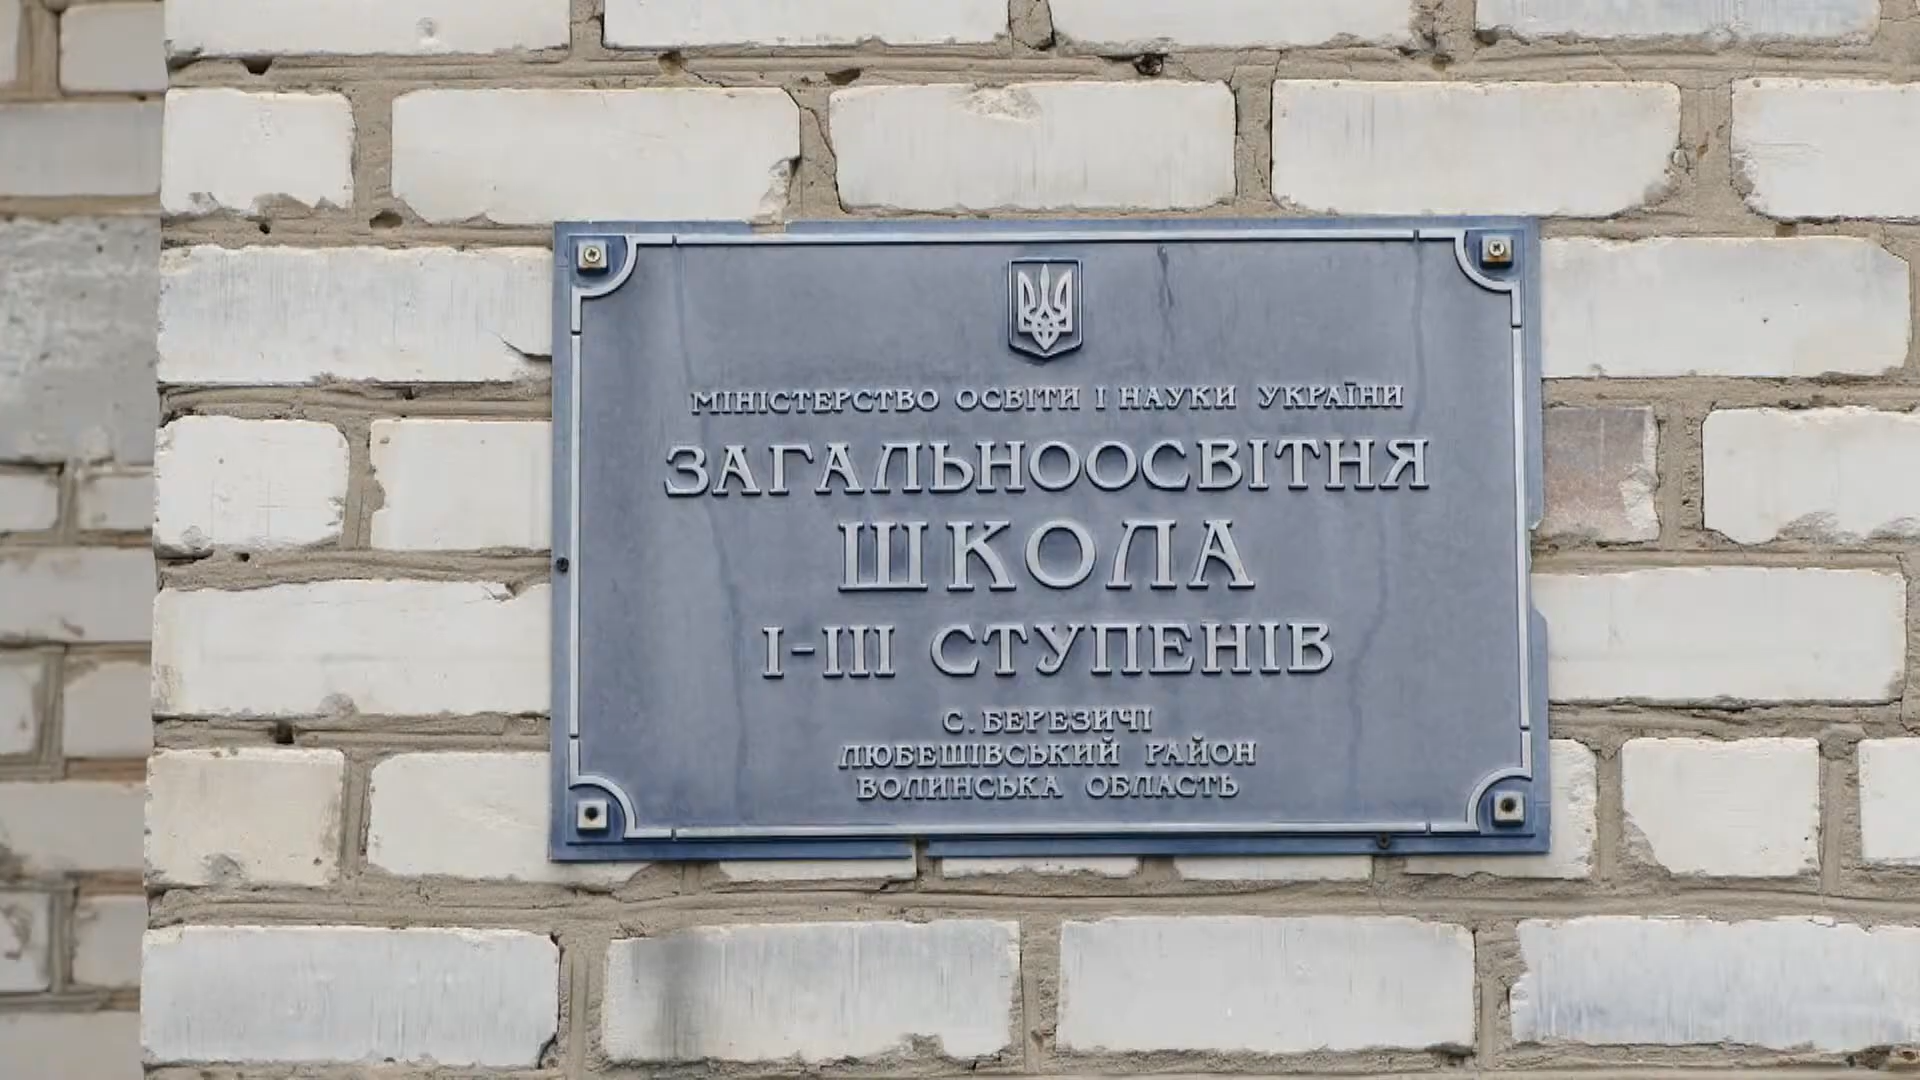 МІНІСТЕРСТВО ОСВІТИ І НАУКИ УКРАЇНИ
ЗАГАЛЬНООСВІТНЯ
ШКОЛА
І-ІІІ СТУПЕНІВ
С. БЕРЕЗИЧІ
ЛЮБЕШІВСЬКИЙ РАЙОН
ВОЛИНСЬКА ОБЛАСТЬ